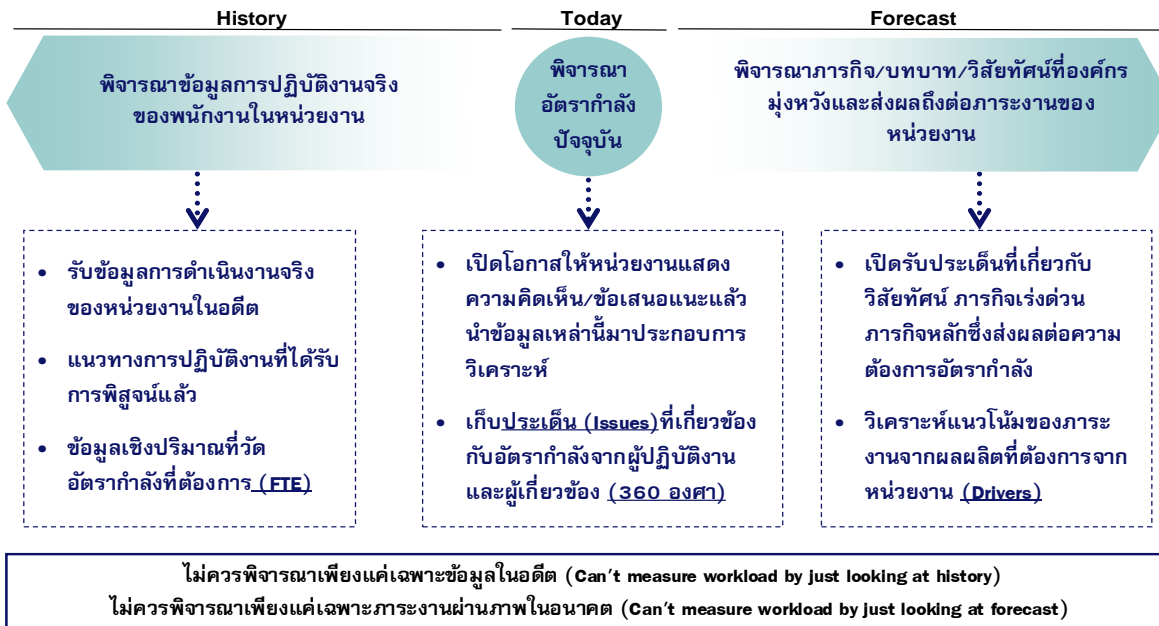 History
Today
Forecast
พิจารณาข้อมูลการปฏิบัติงานจริง
ของพนักงานในหน่วยงาน
พิจารณา
อัตรากำลัง
ปัจจุบัน
พิจารณาภารกิจ/บทบาท/วิสัยทัศน์ที่องค์กร
มุ่งหวังและส่งผลถึงต่อภาระงานของ
หน่วยงาน
• รับข้อมูลการดำเนินงานจริง
ของหน่วยงานในอดีต
• แนวทางการปฏิบัติงานที่ได้รับ
การพิสูจน์แล้ว
• ข้อมูลเชิงปริมาณที่วัด
อัตรากำลังที่ต้องการ (FTE)
• เปิดโอกาสให้หน่วยงานแสดง
ความคิดเห็น/ข้อเสนอแนะแล้ว
นำข้อมูลเหล่านี้มาประกอบการ
วิเคราะห์
• เก็บประเด็น (Issues)ที่เกี่ยวข้อง
กับอัตรากำลังจากผู้ปฏิบัติงาน
และผู้เกี่ยวข้อง (360 องศา)
• เปิดรับประเด็นที่เกี่ยวกับ
วิสัยทัศน์ ภารกิจเร่งด่วน
ภารกิจหลักซึ่งส่งผลต่อความ
ต้องการอัตรากำลัง
• วิเคราะห์แนวโน้มของภาระ
งานจากผลผลิตที่ต้องการจาก
หน่วยงาน (Drivers)
ไม่ควรพิจารณาเพียงแค่เฉพาะข้อมูลในอดีต (Can't measure workload by just looking at history)
ไม่ควรพิจารณาเพียงแค่เฉพาะภาระงานผ่านภาพในอนาคต (Can't measure workload by just looking at forecast)